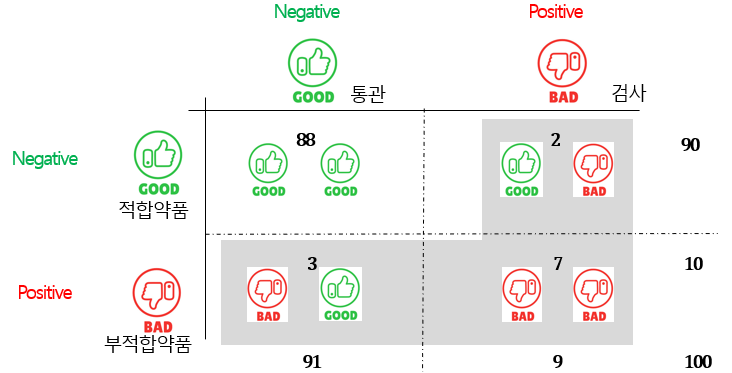 Negative
Positive
GOOD 통관
BAD 검사
88
2
90
Negative
GOOD
GOOD
GOOD
GOOD
BAD
적합약품
3
7
10
Positive
BAD
BAD
GOOD
BAD
BAD
부적합약품
91
9
100